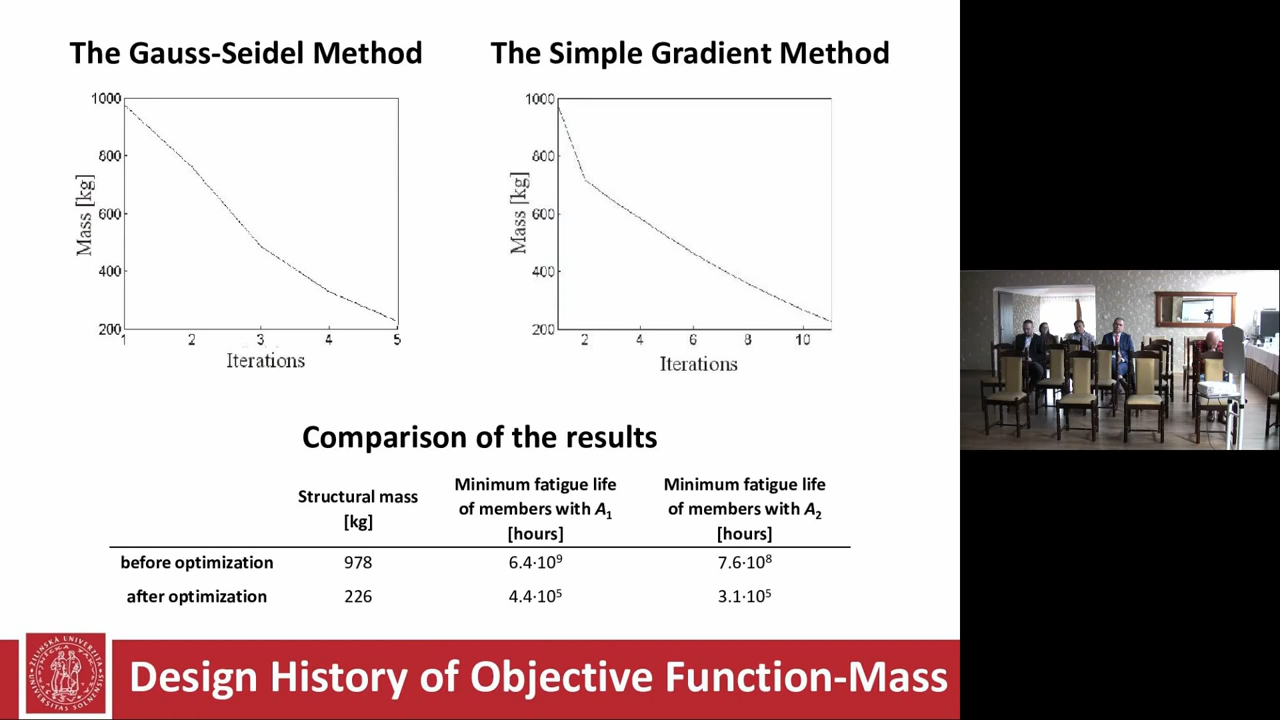 The Gauss-Seidel Method
1000
800
600
400
200
1
2
3
4
5
Mass [kg]
Iterations
The Simple Gradient Method
1000
800
600
400
200
2
4
6
8
10
Mass [kg]
Iterations
Comparison of the results
Structural mass
[kg]
Minimum fatigue life
of members with A₁
[hours]
Minimum fatigue life
of members with A₂
[hours]
before optimization 978 6.4·10⁹ 7.6·10⁸
after optimization 226 4.4·10⁵ 3.1·10⁵
Design History of Objective Function-Mass